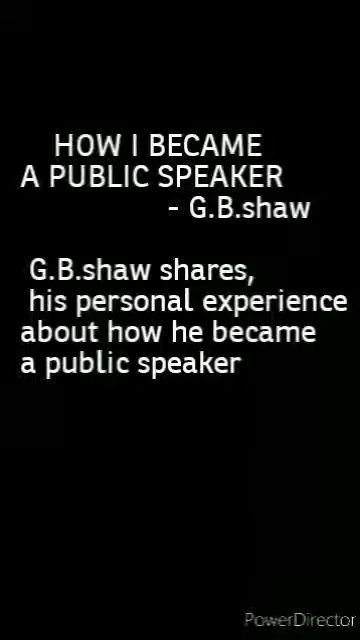 HOW I BECAME
A PUBLIC SPEAKER
- G.B.shaw
G.B.shaw shares,
his personal experience
about how he became
a public speaker
PowerDirector